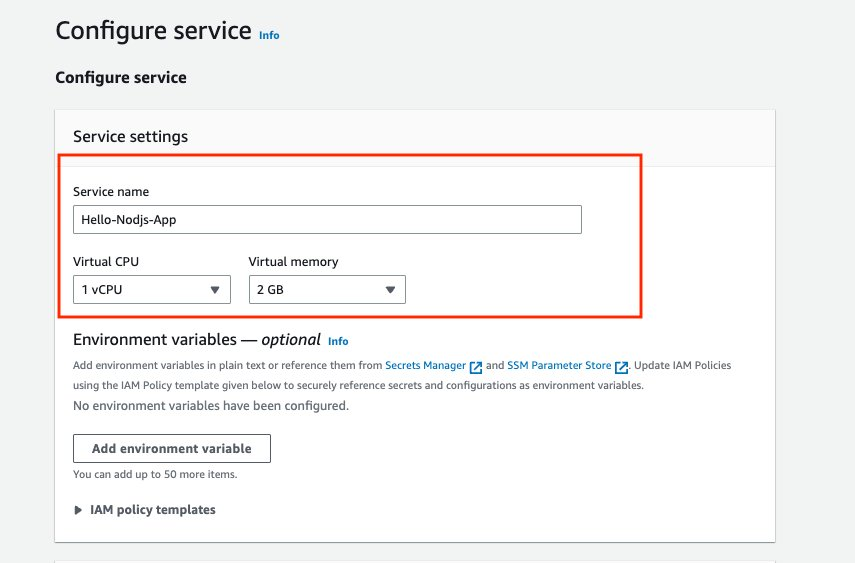 Configure service Info
Configure service
Service settings
Service name
Hello-Nodjs-App
Virtual CPU Virtual memory
1 vCPU 2 GB
Environment variables — optional Info
Add environment variables in plain text or reference them from Secrets Manager and SSM Parameter Store. Update IAM Policies
using the IAM Policy template given below to securely reference secrets and configurations as environment variables.
No environment variables have been configured.
Add environment variable
You can add up to 50 more items.
IAM policy templates